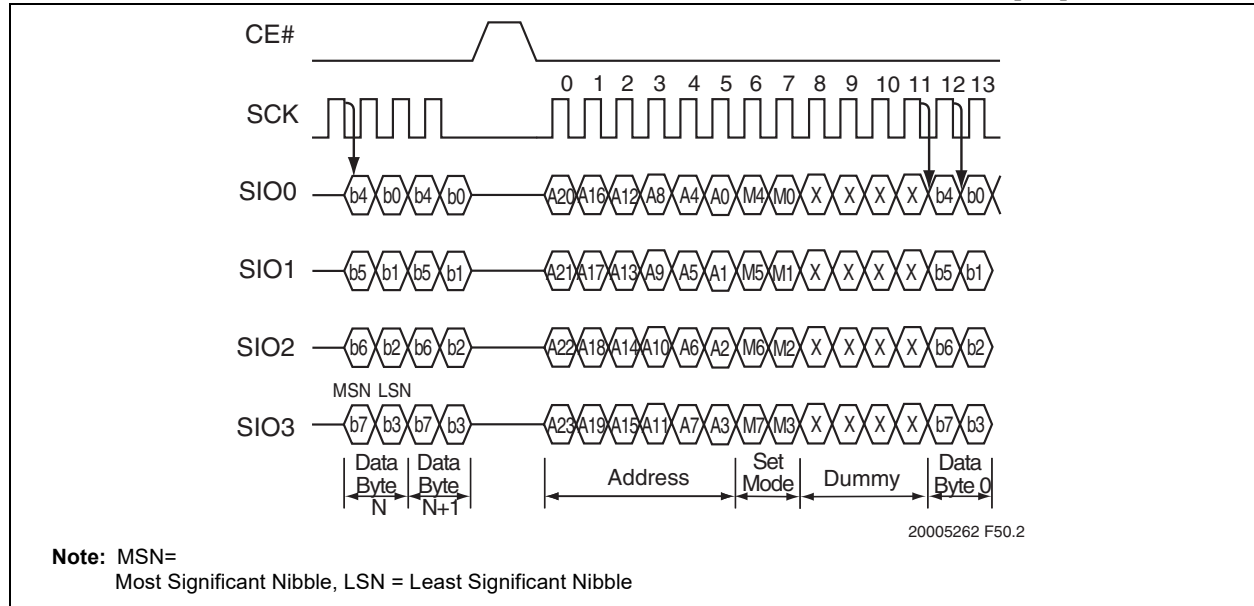 CE#
0 1 2 3 4 5 6 7 8 9 10 11 12 13
SCK
SIO0 b4 b0 b4 b0 A20 A16 A12 A8 A4 A0 M4 M0 X X X X b4 b0
SIO1 b5 b1 b5 b1 A21 A17 A13 A9 A5 A1 M5 M1 X X X X b5 b1
SIO2 b6 b2 b6 b2 A22 A18 A14 A10 A6 A2 M6 M2 X X X X b6 b2
MSN LSN
SIO3 b7 b3 b7 b3 A23 A19 A15 A11 A7 A3 M7 M3 X X X X b7 b3
Data Byte N
Data Byte N+1
Address
Set Mode
Dummy
Data Byte 0
20005262 F50.2
Note: MSN=
Most Significant Nibble, LSN = Least Significant Nibble